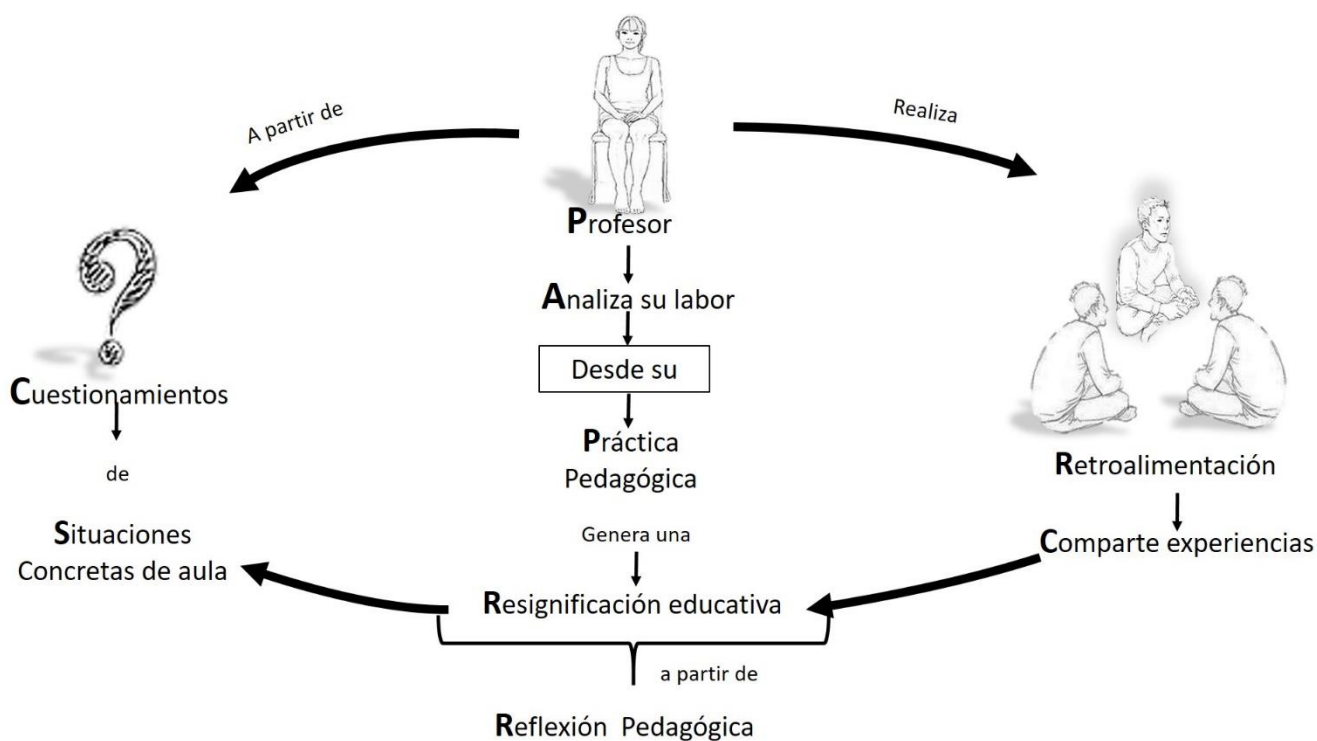 A partir de
Realiza
Profesor
Analiza su labor
Desde su
Práctica
Pedagógica
Genera una
Resignificación educativa
a partir de
Reflexión Pedagógica
Cuestionamientos
de
Situaciones
Concretas de aula
Retroalimentación
Comparte experiencias